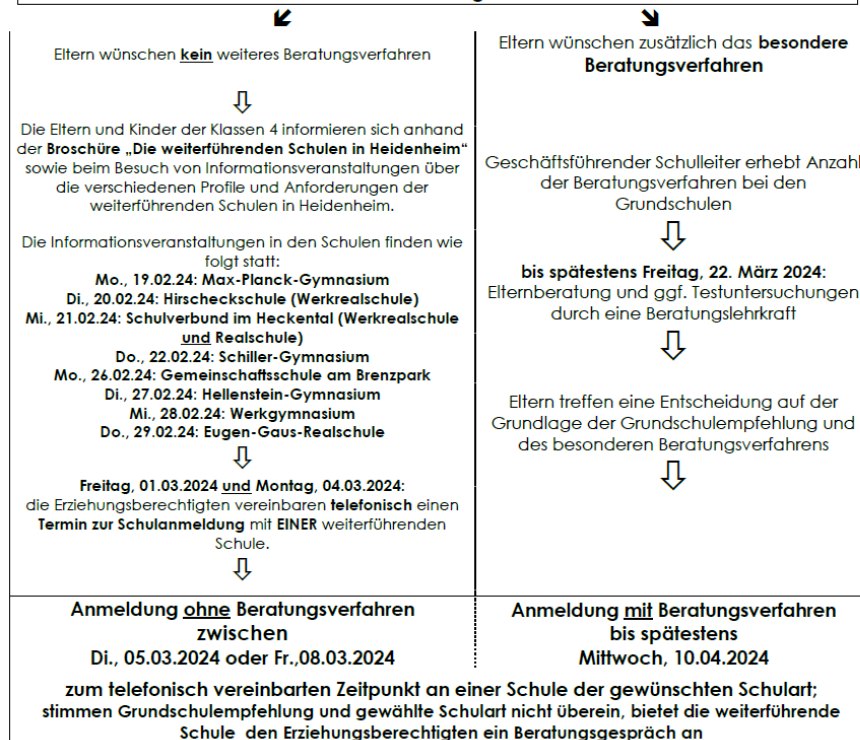 Eltern wünschen kein weiteres Beratungsverfahren
Die Eltern und Kinder der Klassen 4 informieren sich anhand
der Broschüre „Die weiterführenden Schulen in Heidenheim“
sowie beim Besuch von Informationsveranstaltungen über
die verschiedenen Profile und Anforderungen der
weiterführenden Schulen in Heidenheim.
Die Informationsveranstaltungen in den Schulen finden wie
folgt statt:
Mo., 19.02.24: Max-Planck-Gymnasium
Di., 20.02.24: Hirscheckschule (Werkrealschule)
Mi., 21.02.24: Schulverbund im Heckental (Werkrealschule
und Realschule)
Do., 22.02.24: Schiller-Gymnasium
Mo., 26.02.24: Gemeinschaftsschule am Brenzpark
Di., 27.02.24: Hellenstein-Gymnasium
Mi., 28.02.24: Werkgymnasium
Do., 29.02.24: Eugen-Gaus-Realschule
Freitag, 01.03.2024 und Montag, 04.03.2024:
die Erziehungsberechtigten vereinbaren telefonisch einen
Termin zur Schulanmeldung mit EINER weiterführenden
Schule.
Eltern wünschen zusätzlich das besondere
Beratungsverfahren
Geschäftsführender Schulleiter erhebt Anzahl
der Beratungsverfahren bei den
Grundschulen
bis spätestens Freitag, 22. März 2024:
Elternberatung und ggf. Testuntersuchungen
durch eine Beratungslehrkraft
Eltern treffen eine Entscheidung auf der
Grundlage der Grundschulempfehlung und
des besonderen Beratungsverfahrens
Anmeldung ohne Beratungsverfahren
zwischen
Di., 05.03.2024 oder Fr.,08.03.2024
Anmeldung mit Beratungsverfahren
bis spätestens
Mittwoch, 10.04.2024
zum telefonisch vereinbarten Zeitpunkt an einer Schule der gewünschten Schulart;
stimmen Grundschulempfehlung und gewählte Schulart nicht überein, bietet die weiterführende
Schule den Erziehungsberechtigten ein Beratungsgespräch an